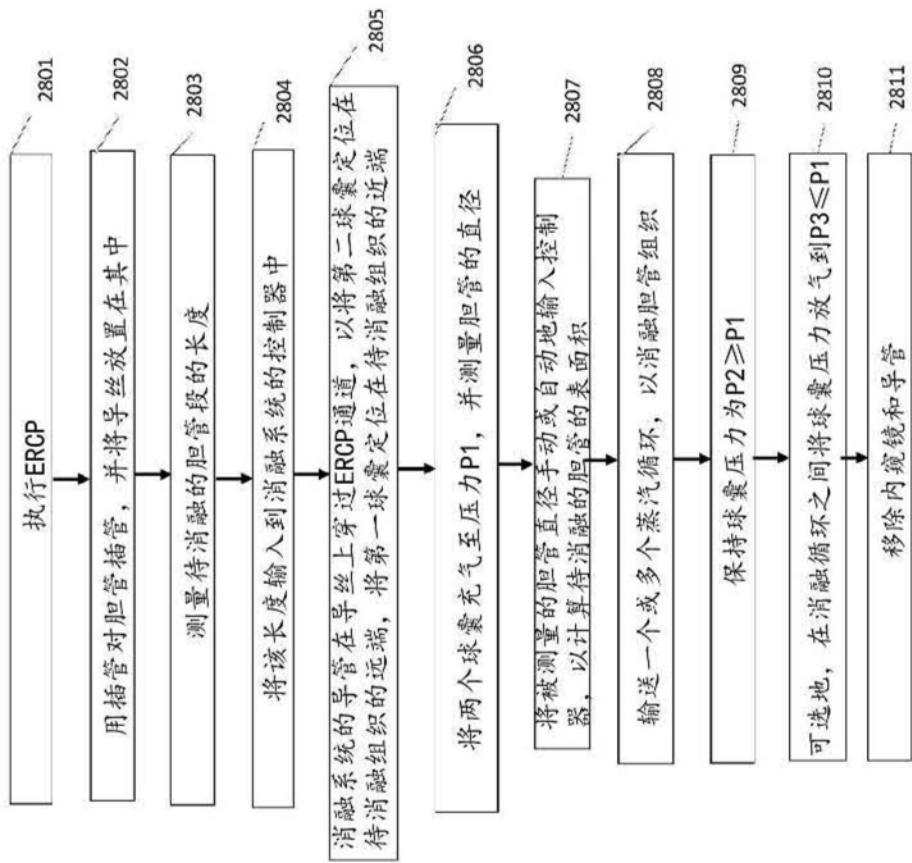 执行ERCP
2801
用插管对胆管插管，并将导丝放置在其中
2802
测量待消融的胆管段的长度
2803
将该长度输入到消融系统的控制器中
2804
消融系统的导管在导丝上穿过ERCP通道，以将第二球囊定位在
待消融组织的远端，将第一球囊定位在待消融组织的近端
2805
将两个球囊充气至压力P1，并测量胆管的直径
2806
将被测量的胆管直径手动或自动地输入控制
器，以计算待消融的胆管的表面积
2807
输送一个或多个蒸汽循环，以消融胆管组织
2808
保持球囊压力为P2≥P1
2809
可选地，在消融循环之间将球囊压力放气到P3≤P1
2810
移除内窥镜和导管
2811